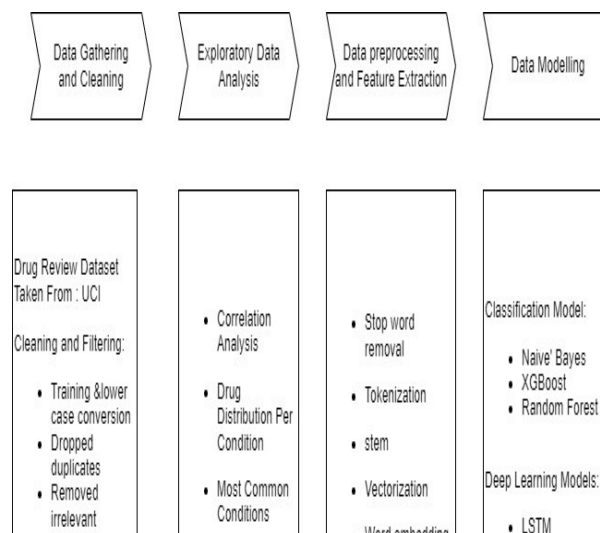 Data Gathering
and Cleaning
Exploratory Data
Analysis
Data preprocessing
and Feature Extraction
Data Modelling
Drug Review Dataset
Taken From : UCI
Cleaning and Filtering:
• Training &lower
case conversion
• Dropped
duplicates
• Removed
irrelevant
• Correlation
Analysis
• Drug
Distribution Per
Condition
• Most Common
Conditions
• Stop word
removal
• Tokenization
• stem
• Vectorization
Word embedding
Classification Model:
• Naive' Bayes
• XGBoost
• Random Forest
Deep Learning Models:
• LSTM